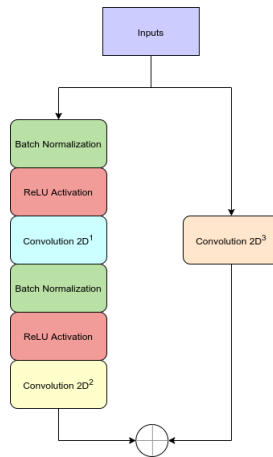 Inputs
Batch Normalization
ReLU Activation
Convolution 2D¹
Convolution 2D³
Batch Normalization
ReLU Activation
Convolution 2D²